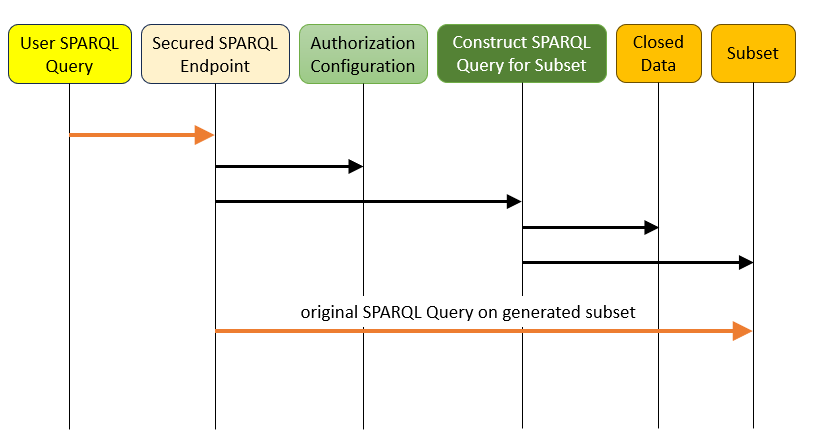 User SPARQL
Query
Secured SPARQL
Endpoint
Authorization
Configuration
Construct SPARQL
Query for Subset
Closed
Data
Subset
original SPARQL Query on generated subset